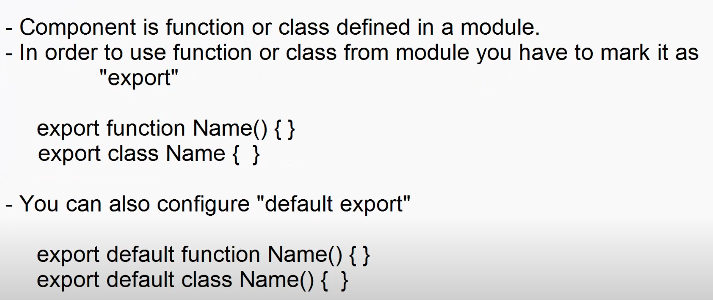 - Component is function or class defined in a module.
- In order to use function or class from module you have to mark it as
"export"
export function Name() { }
export class Name { }
- You can also configure "default export"
export default function Name() { }
export default class Name() { }